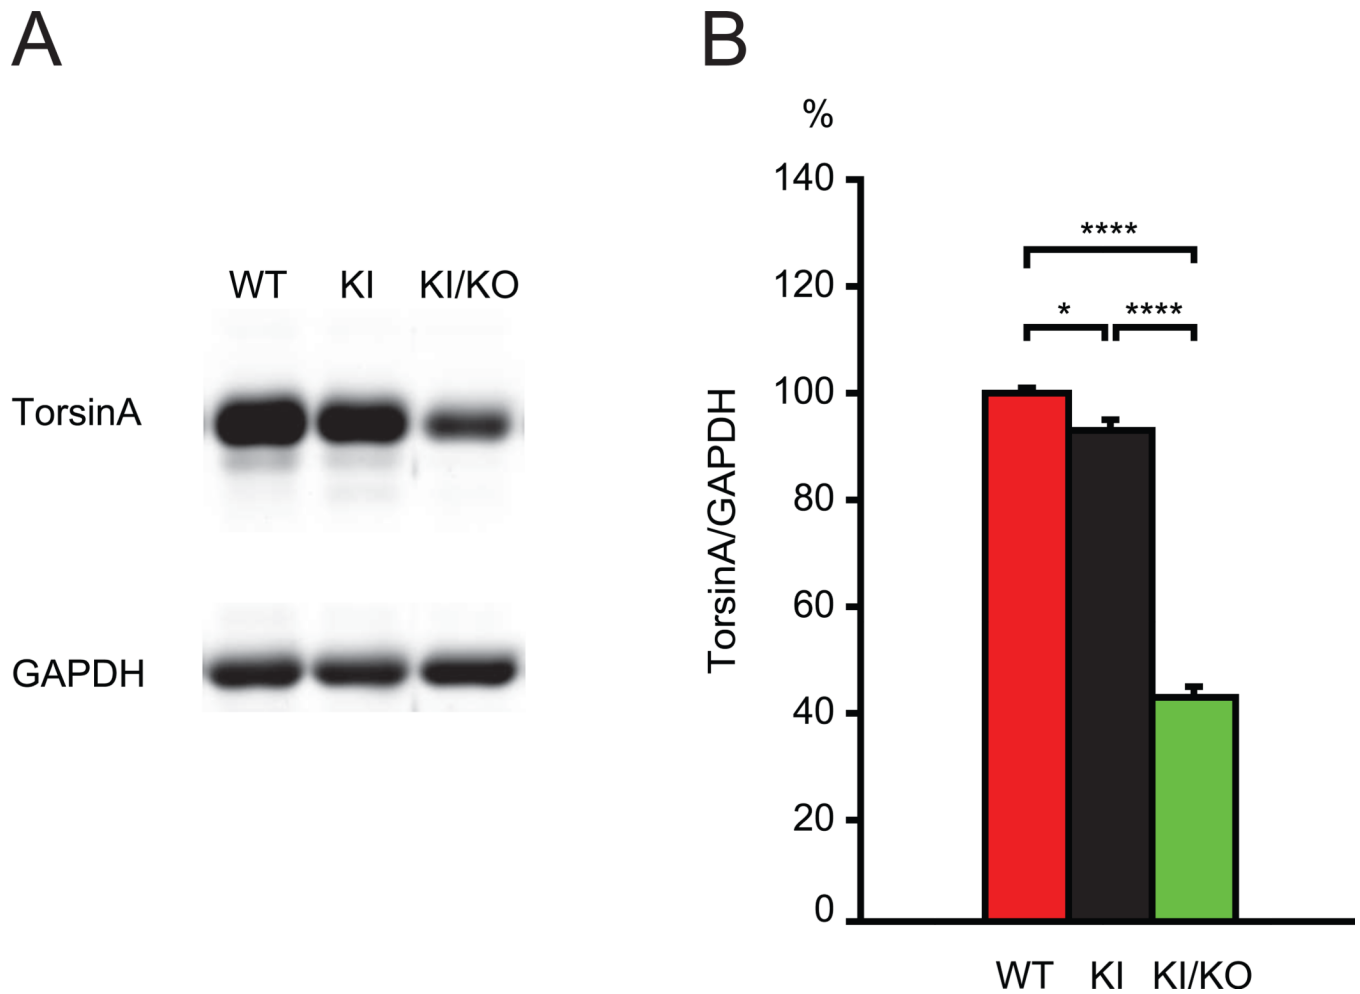 A
WT KI KI/KO
TorsinA
GAPDH
B
%
140
120
100
80
60
40
20
0
TorsinA/GAPDH
****
* ****
WT KI KI/KO